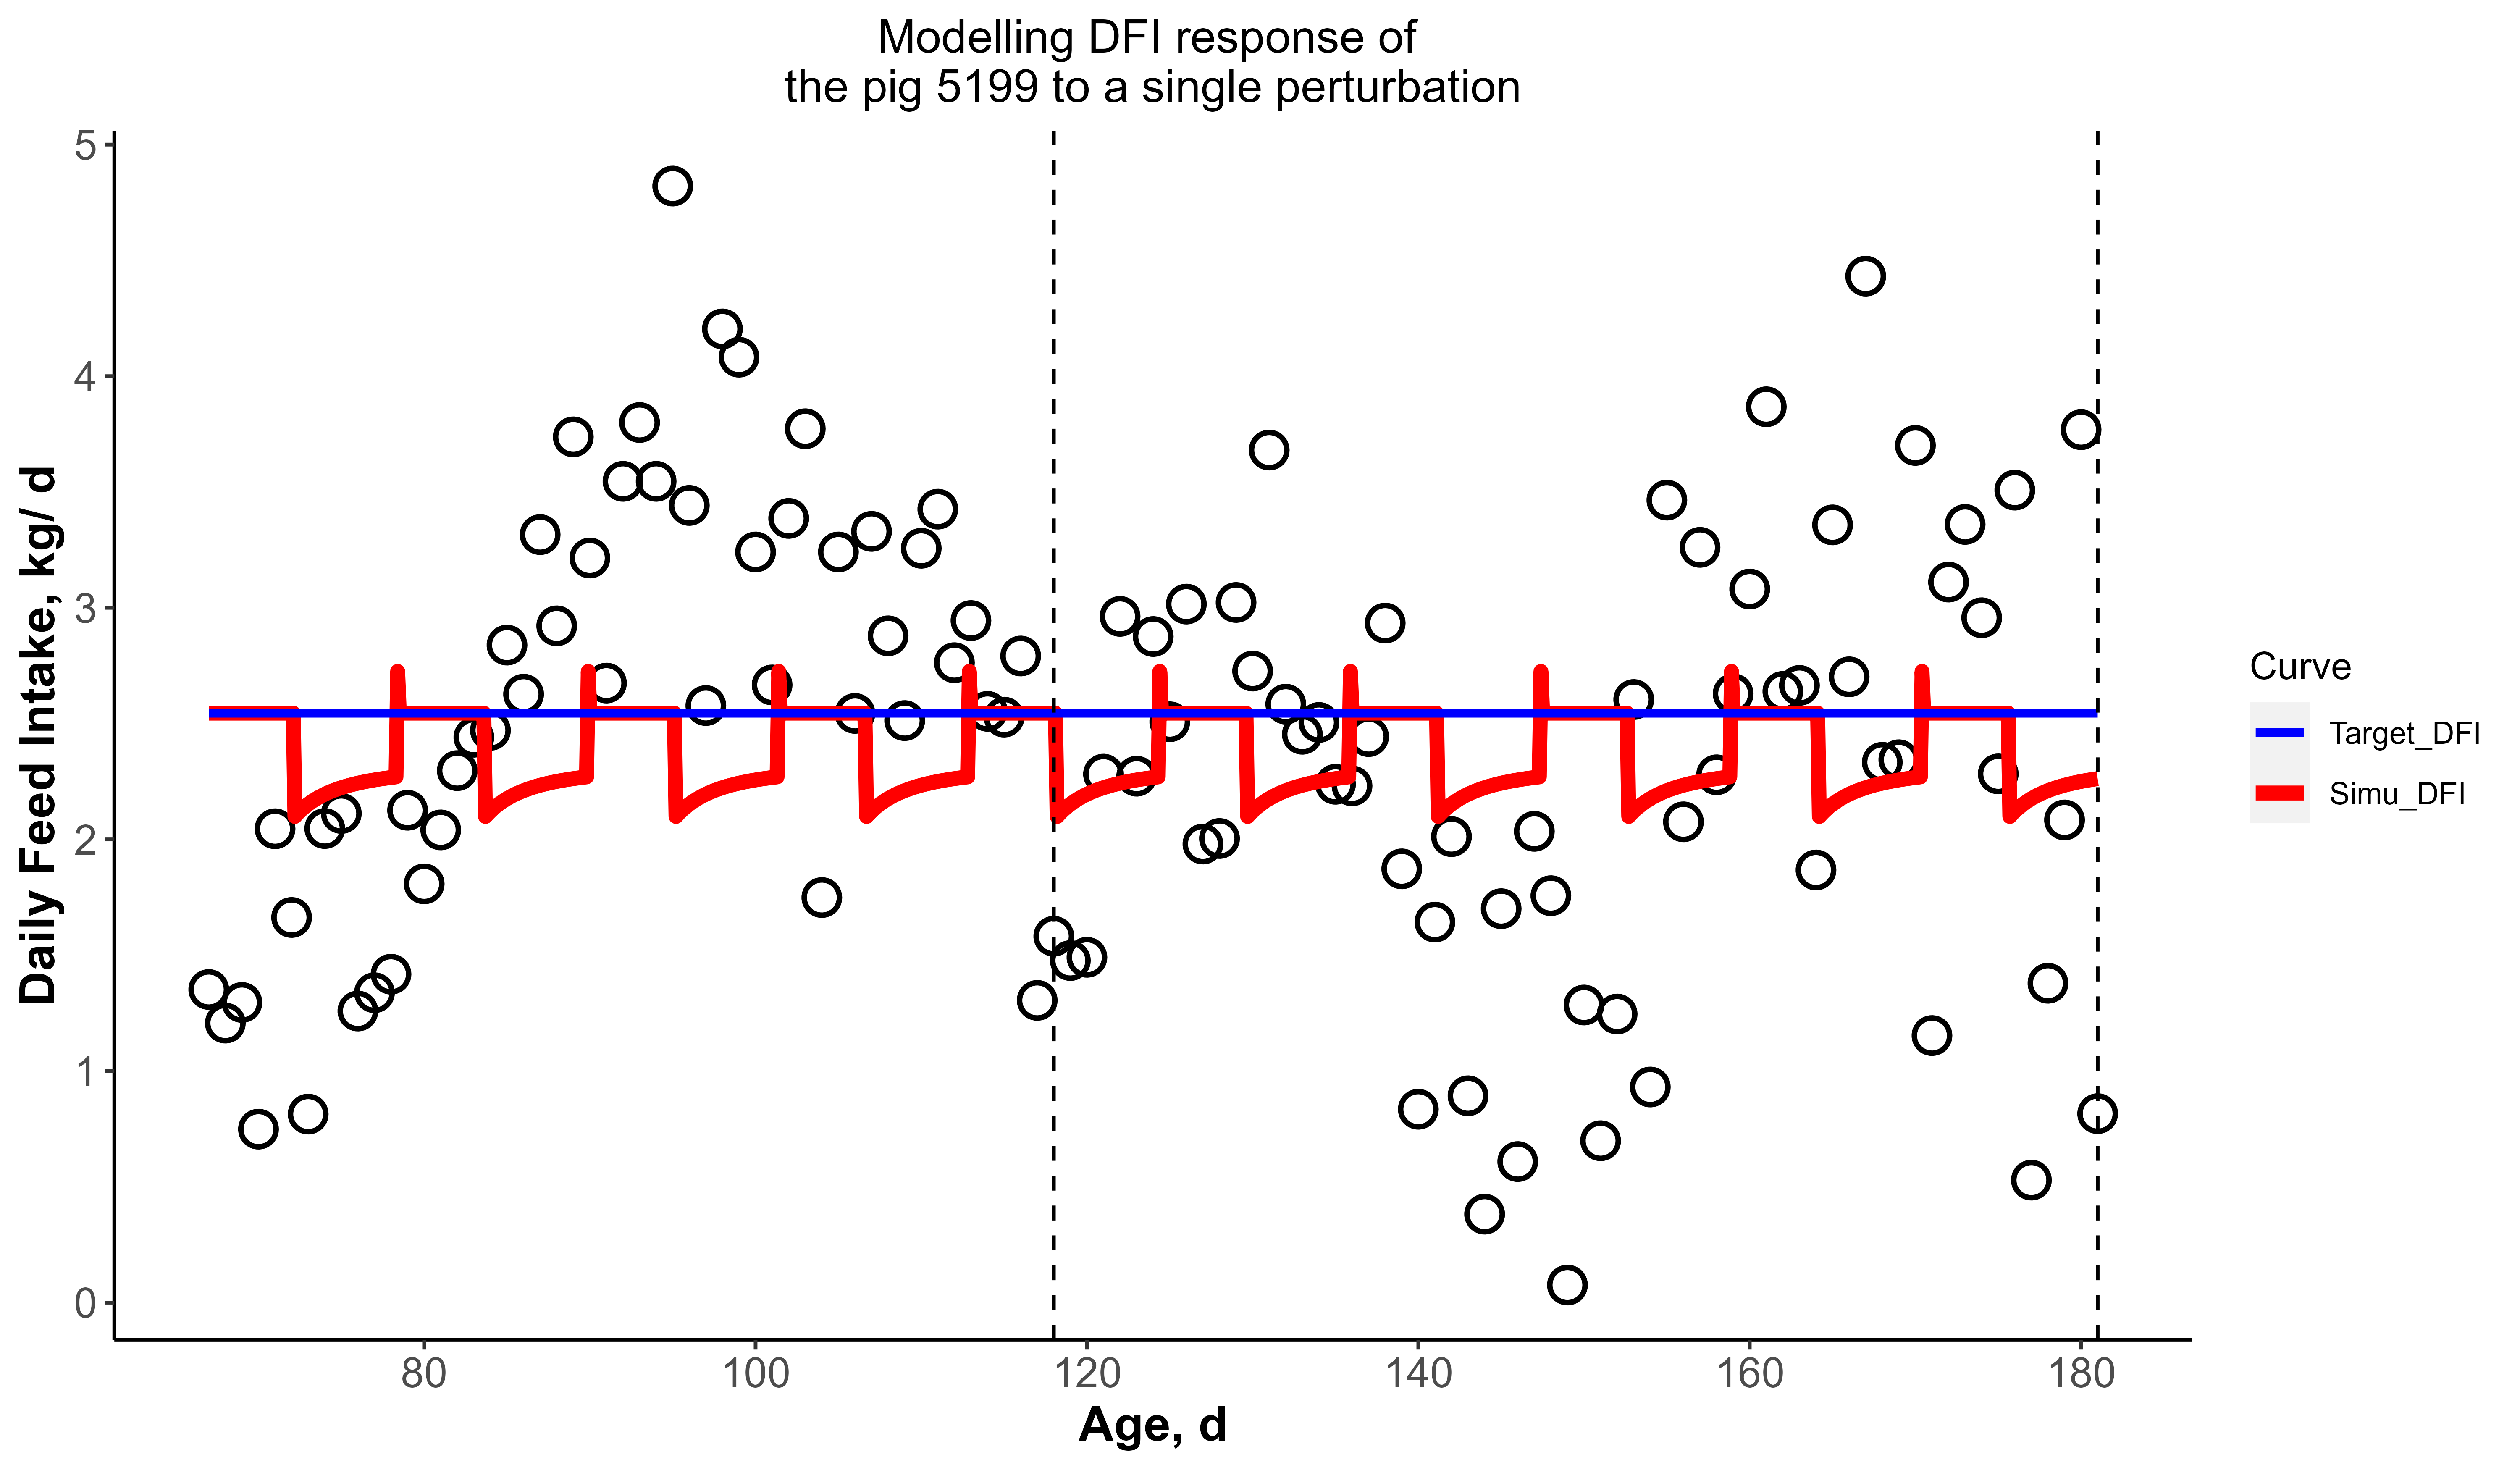 Modelling DFI response of
the pig 5199 to a single perturbation
Daily Feed Intake, kg/ d
5
4
3
2
1
0
80 100 120 140 160 180
Age, d
Curve
Target_DFI
Simu_DFI